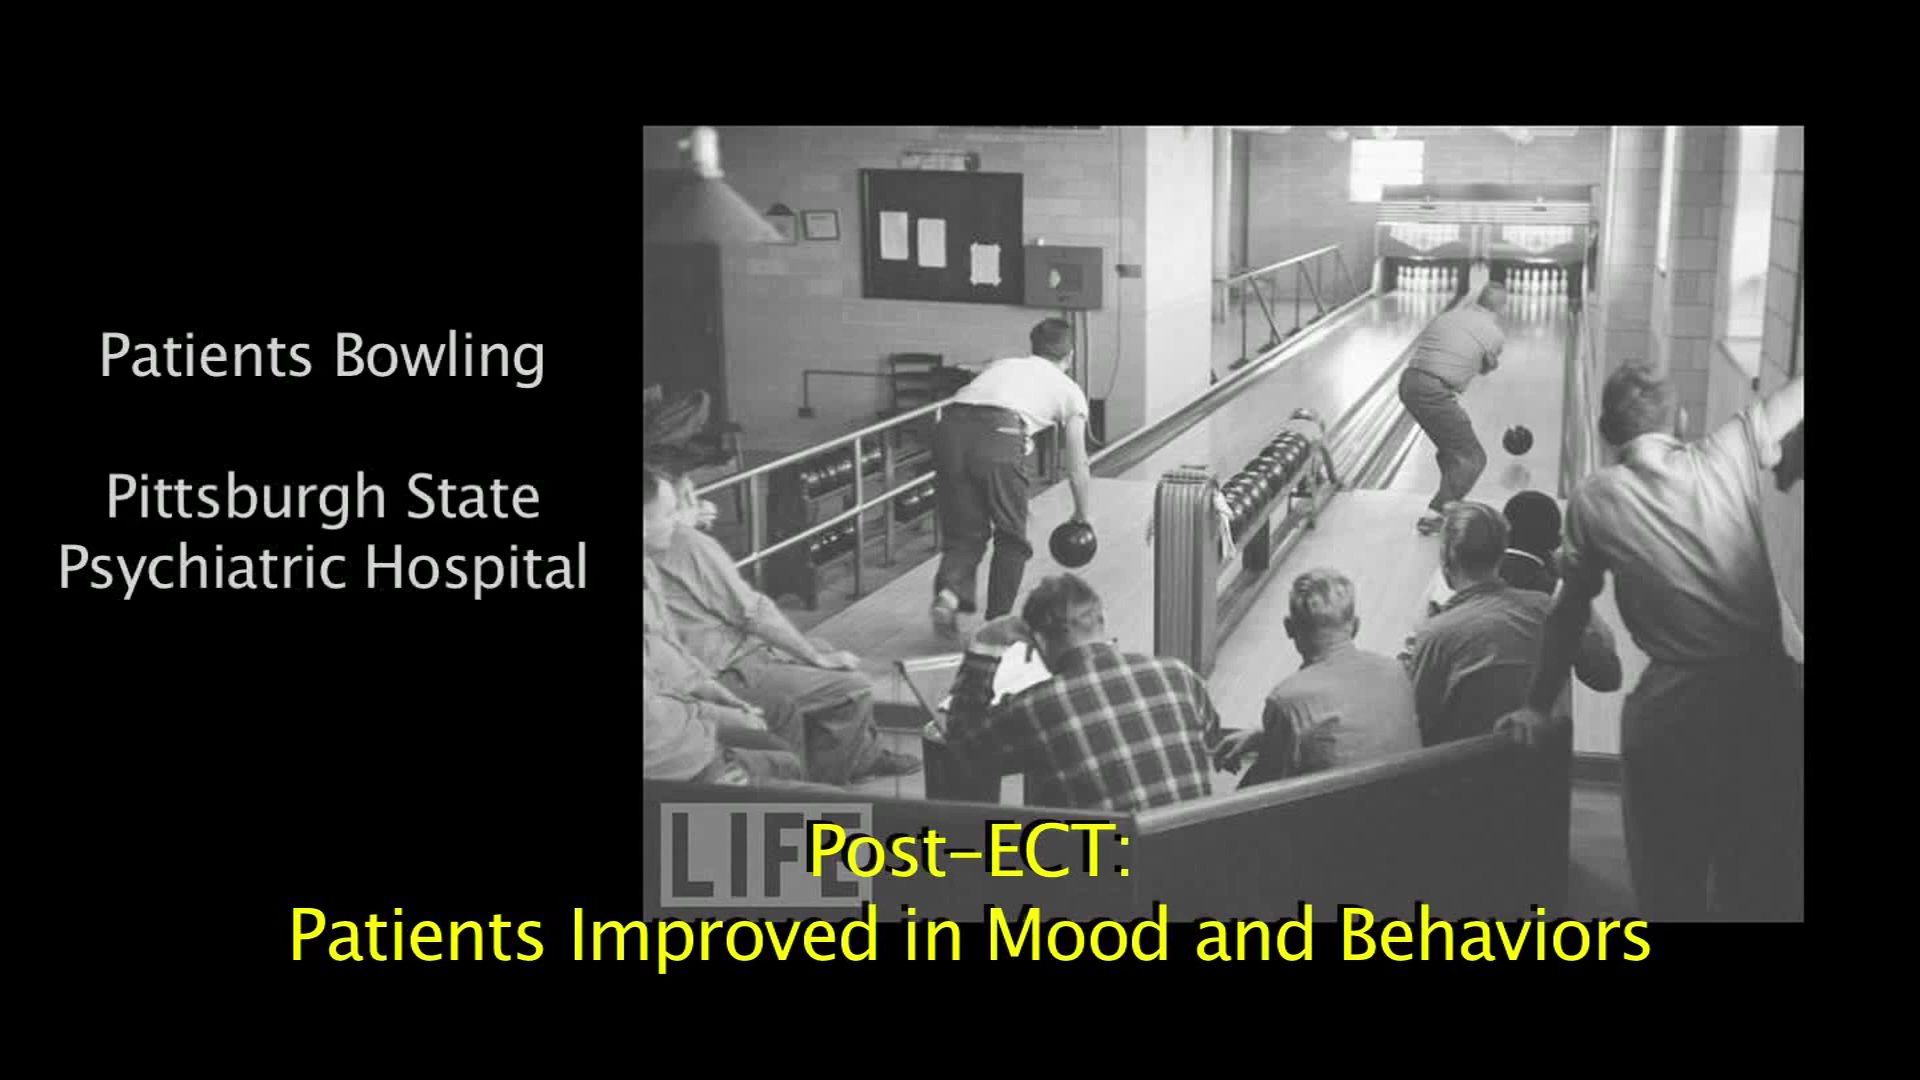 Patients Bowling
Pittsburgh State
Psychiatric Hospital
LIFE
Post-ECT:
Patients Improved in Mood and Behaviors